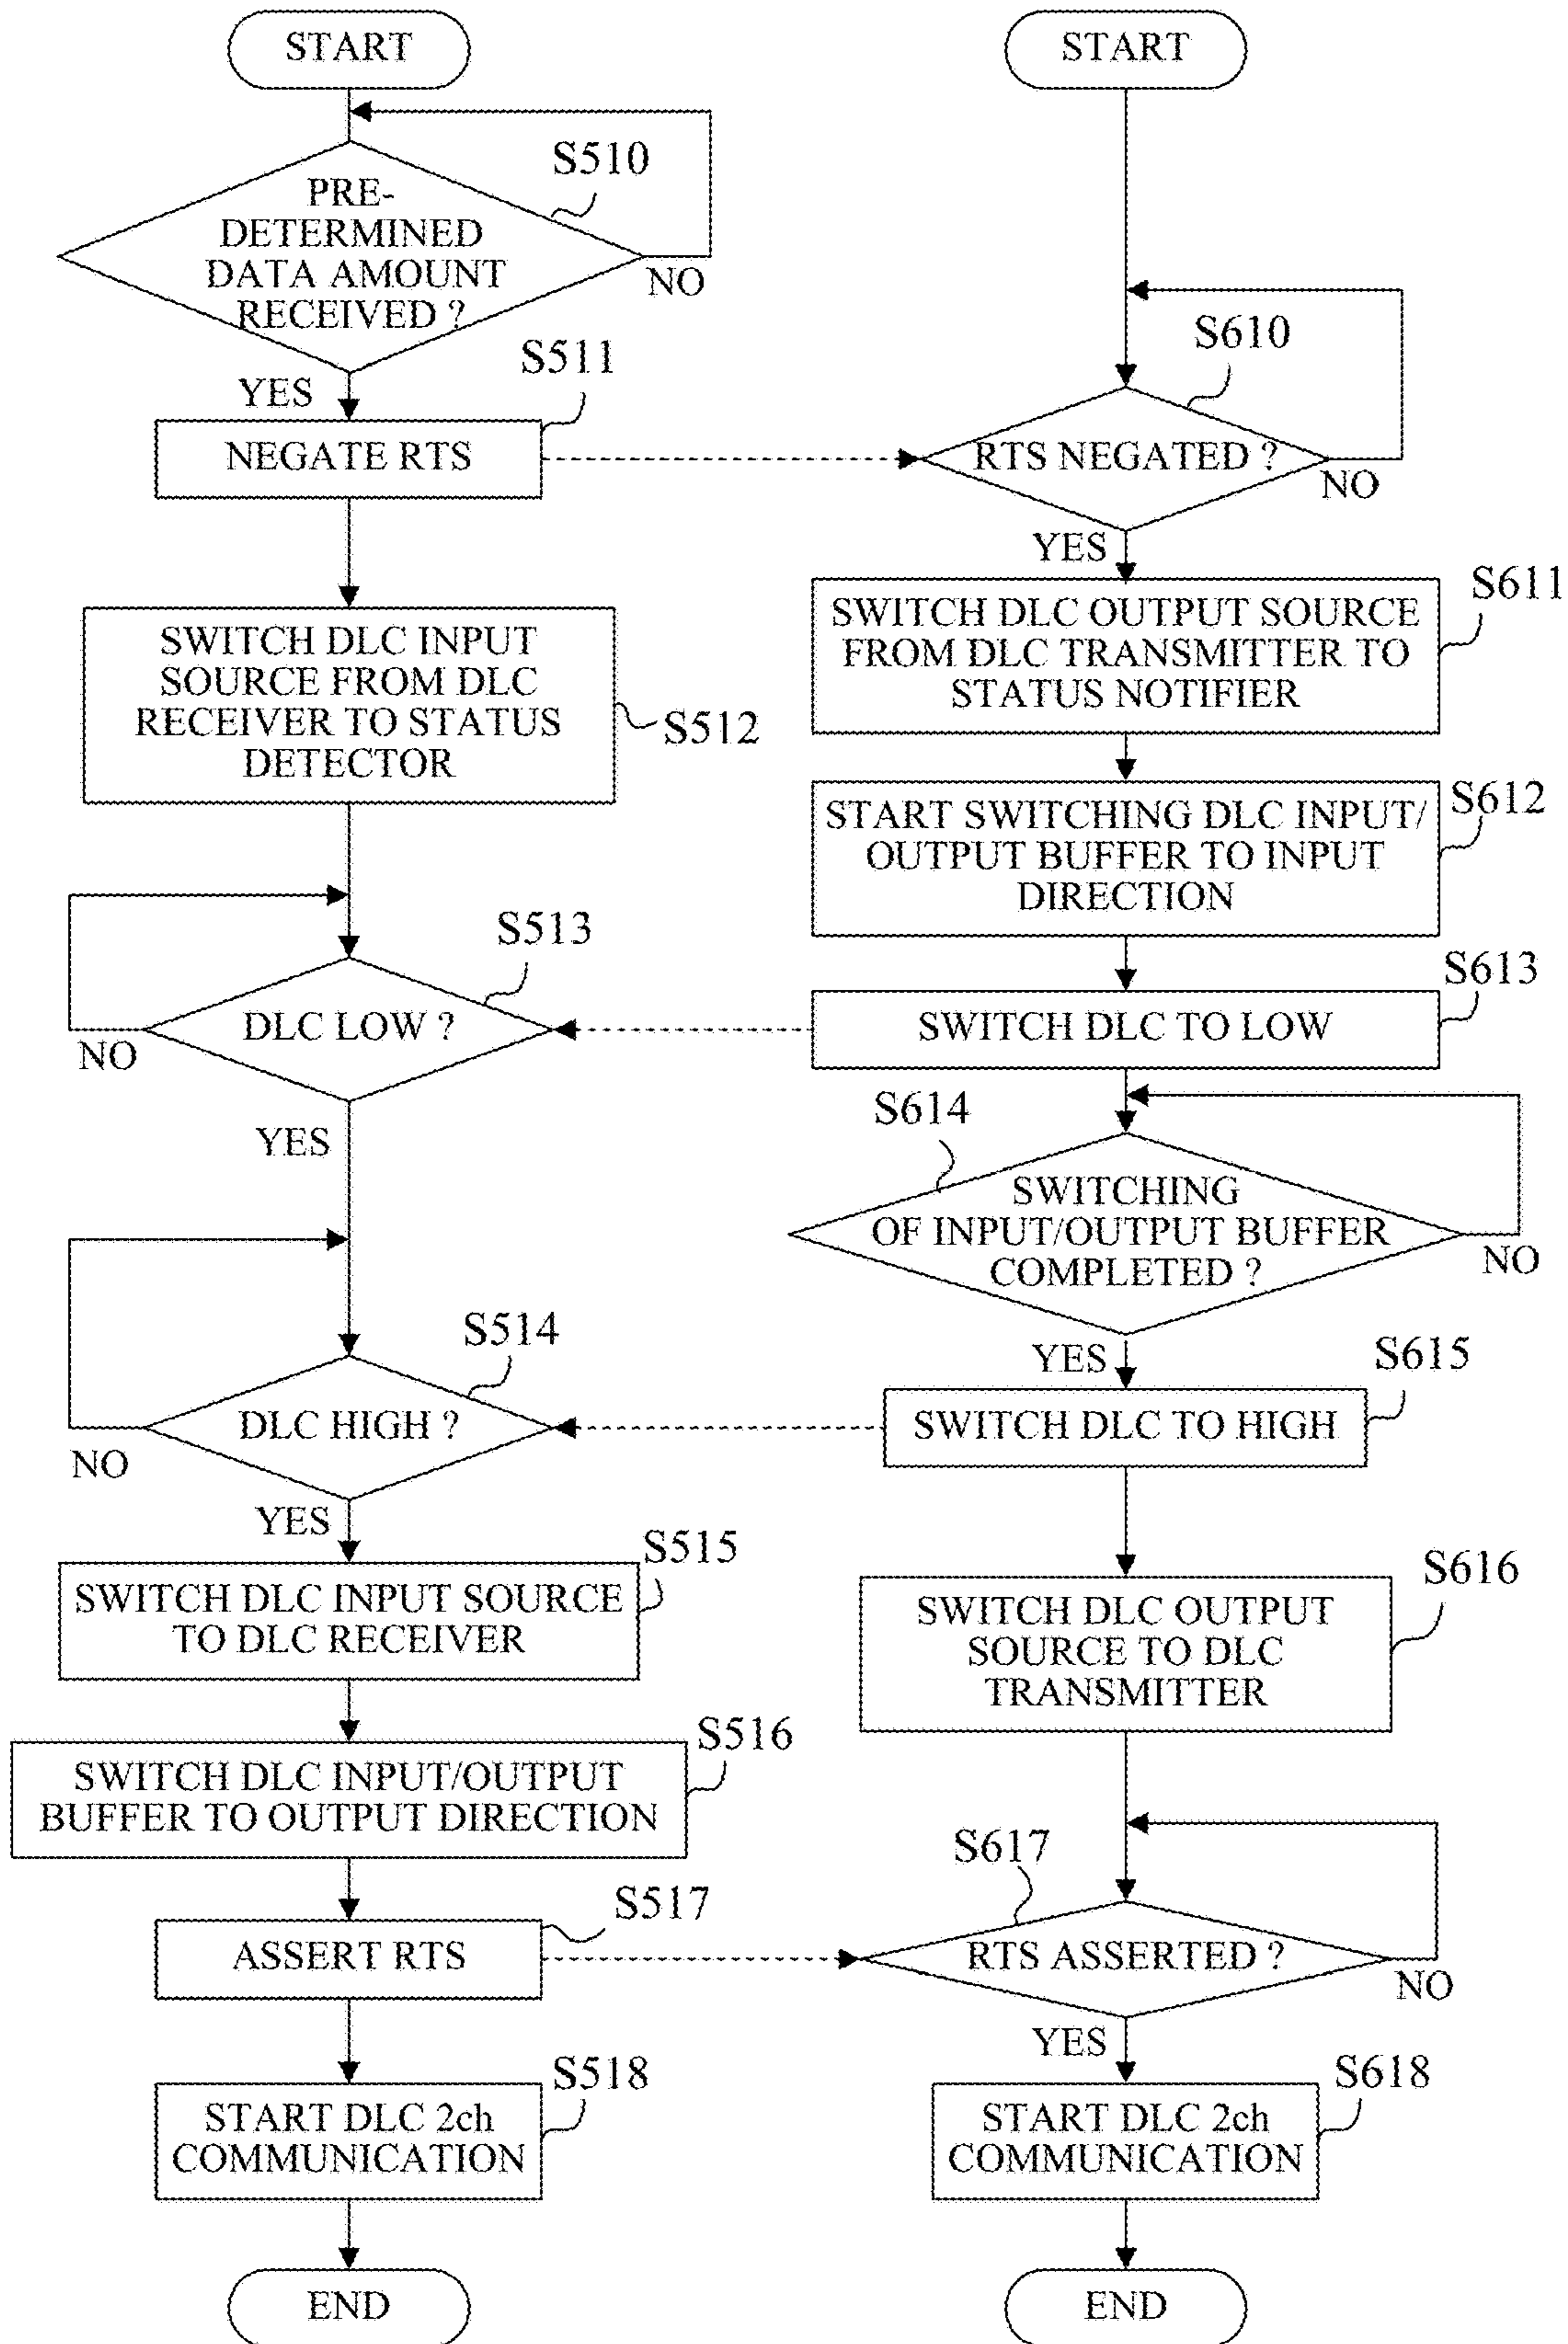 START
S510
PRE-
DETERMINED
DATA AMOUNT
RECEIVED ?
NO
YES
S511
NEGATE RTS
SWITCH DLC INPUT
SOURCE FROM DLC
RECEIVER TO STATUS
DETECTOR
S512
S513
DLC LOW ?
NO
YES
S514
DLC HIGH ?
NO
YES
S515
SWITCH DLC INPUT SOURCE
TO DLC RECEIVER
S516
SWITCH DLC INPUT/OUTPUT
BUFFER TO OUTPUT DIRECTION
S517
ASSERT RTS
S518
START DLC 2ch
COMMUNICATION
END
START
S610
RTS NEGATED ?
NO
YES
S611
SWITCH DLC OUTPUT SOURCE
FROM DLC TRANSMITTER TO
STATUS NOTIFIER
S612
START SWITCHING DLC INPUT/
OUTPUT BUFFER TO INPUT
DIRECTION
S613
SWITCH DLC TO LOW
S614
SWITCHING
OF INPUT/OUTPUT BUFFER
COMPLETED ?
NO
YES
S615
SWITCH DLC TO HIGH
S616
SWITCH DLC OUTPUT
SOURCE TO DLC
TRANSMITTER
S617
RTS ASSERTED ?
NO
YES
S618
START DLC 2ch
COMMUNICATION
END